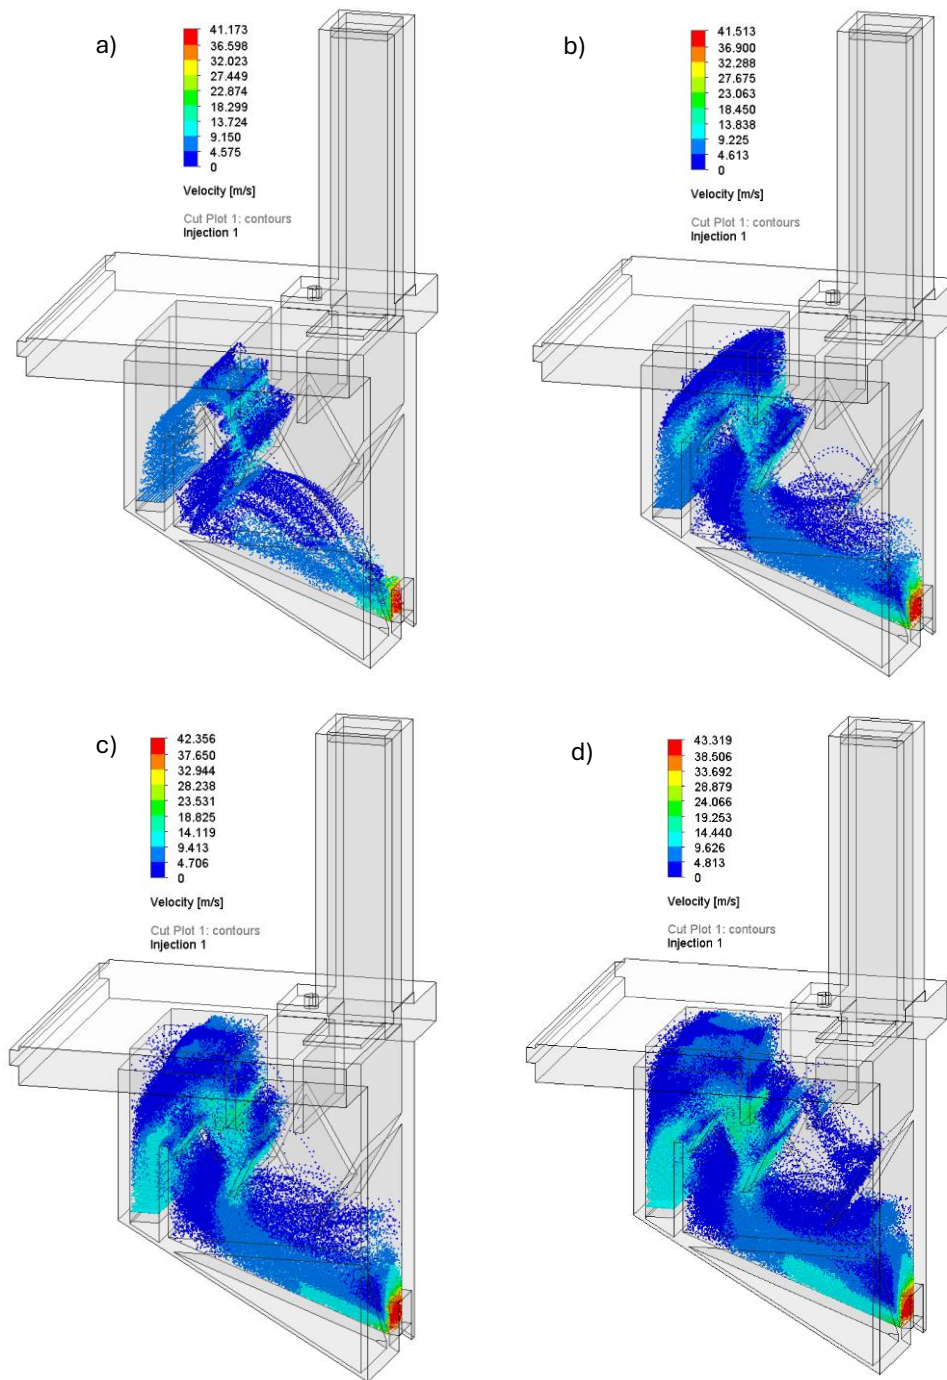 a)
41.173
36.598
32.023
27.449
22.874
18.299
13.724
9.150
4.575
0
Velocity [m/s]
Cut Plot 1: contours
Injection 1
b)
41.513
36.900
32.288
27.675
23.063
18.450
13.838
9.225
4.613
0
Velocity [m/s]
Cut Plot 1: contours
Injection 1
c)
42.356
37.650
32.944
28.238
23.531
18.825
14.119
9.413
4.706
0
Velocity [m/s]
Cut Plot 1: contours
Injection 1
d)
43.319
38.506
33.692
28.879
24.066
19.253
14.440
9.626
4.813
0
Velocity [m/s]
Cut Plot 1: contours
Injection 1